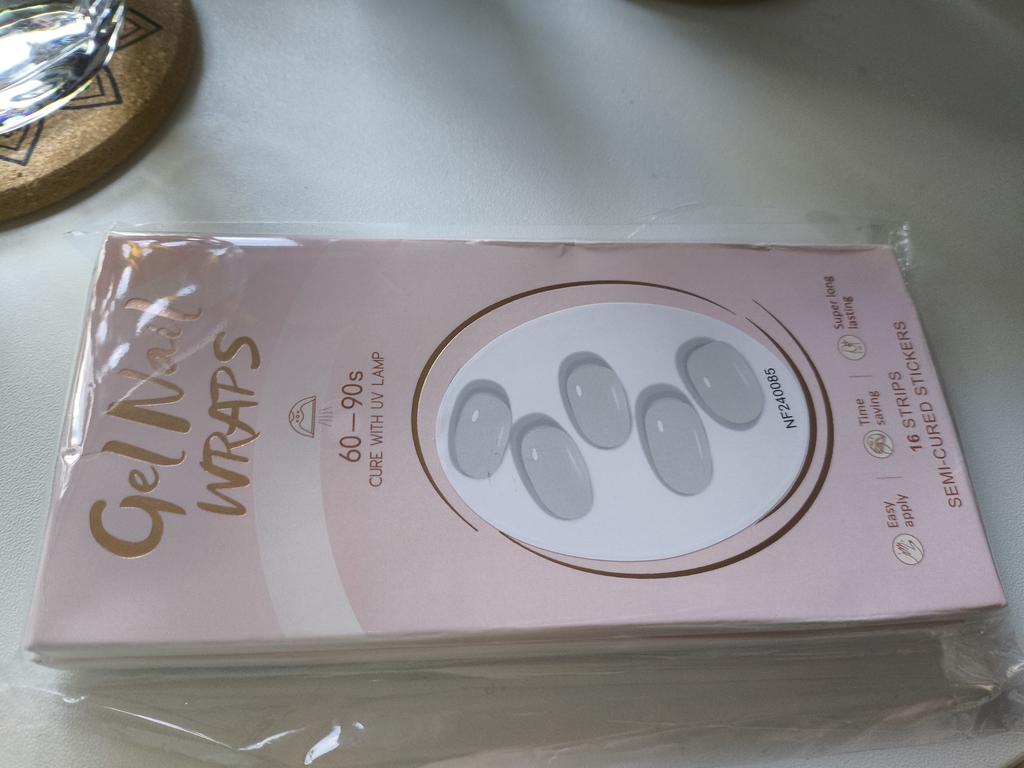 Gel Nail
WRAPS
60—90s
CURE WITH UV LAMP
NF240085
Easy
apply
Time
saving
Super long
lasting
16 STRIPS
SEMI-CURED STICKERS